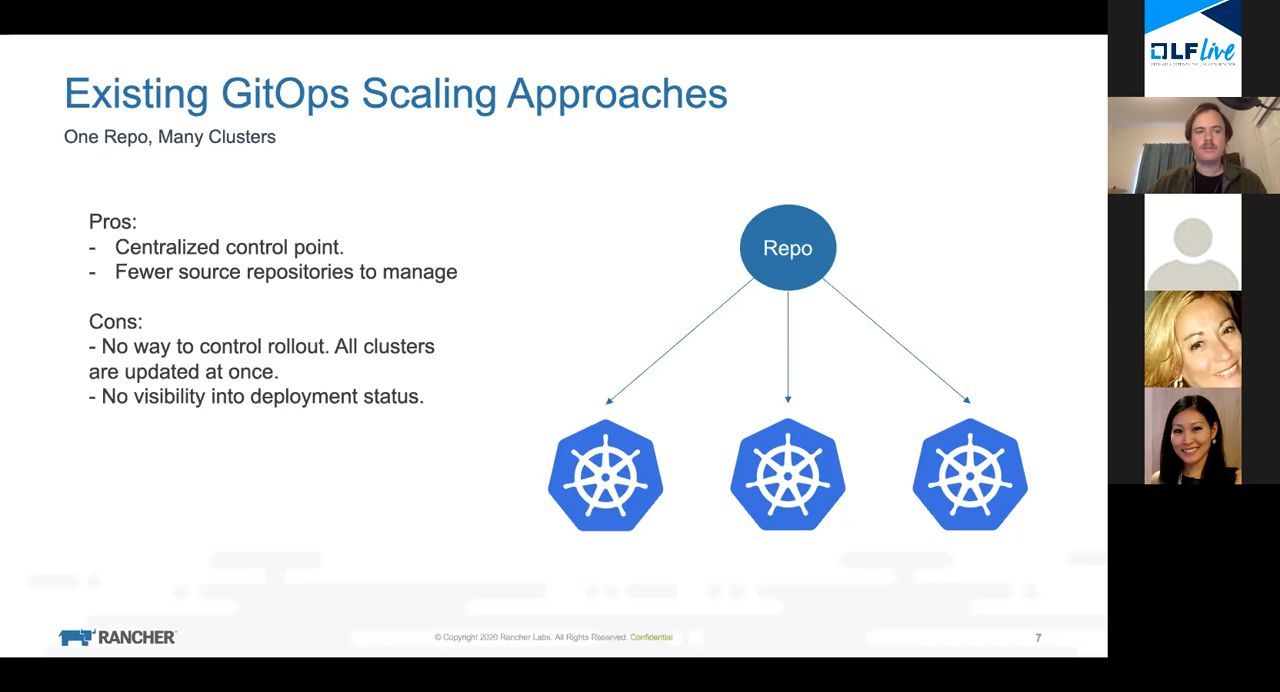 Existing GitOps Scaling Approaches
One Repo, Many Clusters
Pros:
- Centralized control point.
- Fewer source repositories to manage
Cons:
- No way to control rollout. All clusters
are updated at once.
- No visibility into deployment status.
Repo
RANCHER
© Copyright 2020 Rancher Labs. All Rights Reserved. Confidential
7
LF Live